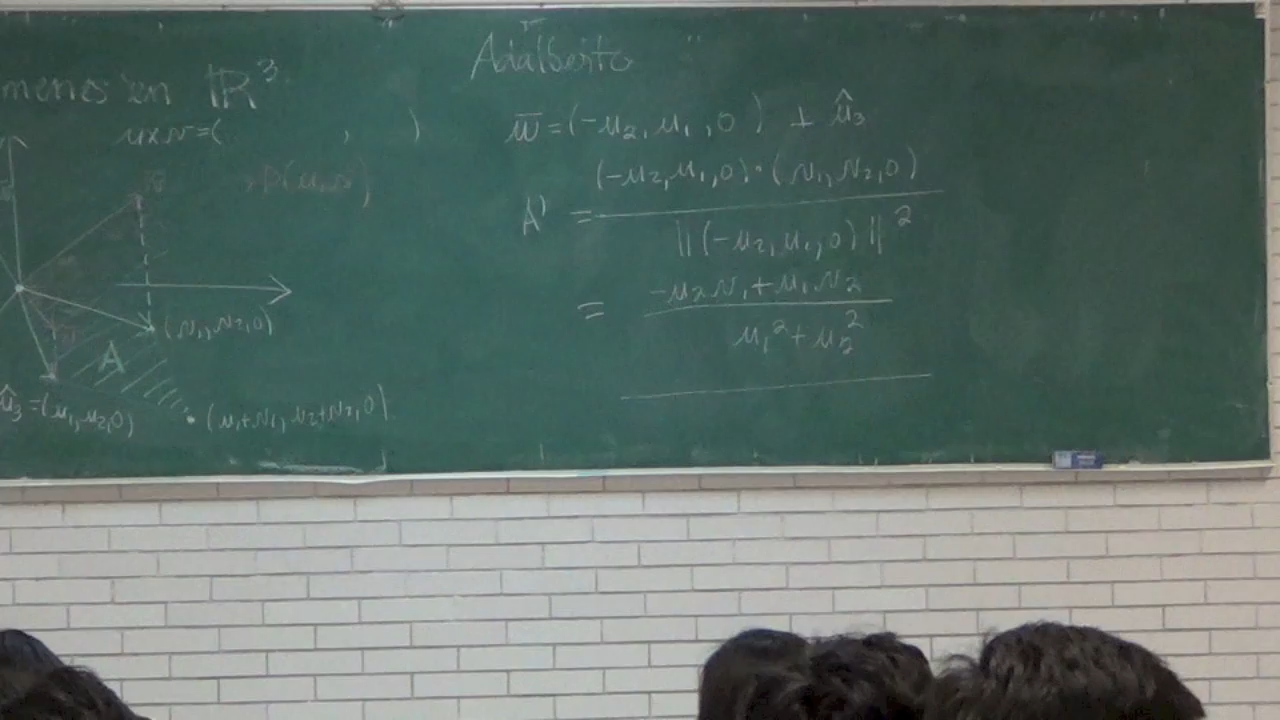 menes en ℝ³
u×v=( , )
(v₁,v₂,0)
A
û₃=(u₁,u₂,0)
(u₁+v₁, u₂+v₂,0)
Adalberto
w̅=(-u₂,u₁,0) ⊥ û₃
A' = (-u₂,u₁,0)·(v₁,v₂,0)
‖(-u₂,u₁,0)‖²
= -u₂v₁+u₁v₂
u₁²+u₂²